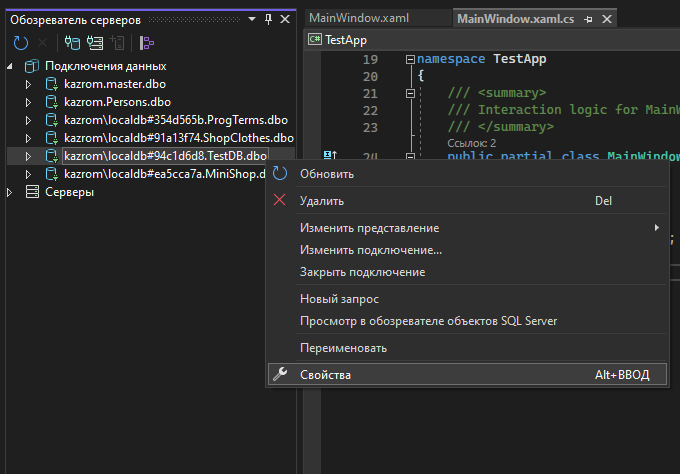 Обозреватель серверов
Подключения данных
kazrom.master.dbo
kazrom.Persons.dbo
kazrom\localdb#354d565b.ProgTerms.dbo
kazrom\localdb#91a13f74.ShopClothes.dbo
kazrom\localdb#94c1d6d8.TestDB.dbo
kazrom\localdb#ea5cca7a.MiniShop.d
Серверы
MainWindow.xaml
MainWindow.xaml.cs
C# TestApp
19 namespace TestApp
20 {
21 /// <summary>
22 /// Interaction logic for MainW
23 /// </summary>
Ссылок: 2
24 public partial class MainWindow
;
Обновить
Удалить Del
Изменить представление
Изменить подключение...
Закрыть подключение
Новый запрос
Просмотр в обозревателе объектов SQL Server
Переименовать
Свойства Alt+ВВОД